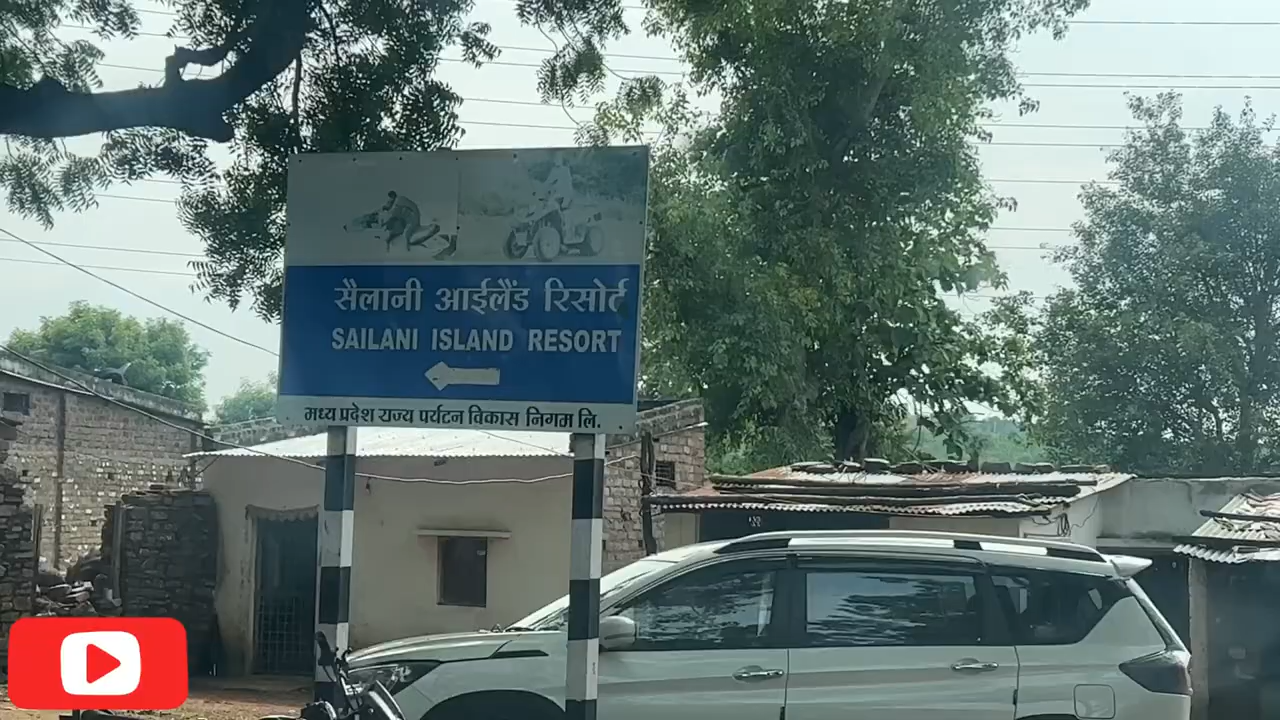 सैलानी आईलैंड रिसोर्ट
SAILANI ISLAND RESORT
मध्य प्रदेश राज्य पर्यटन विकास निगम लि.